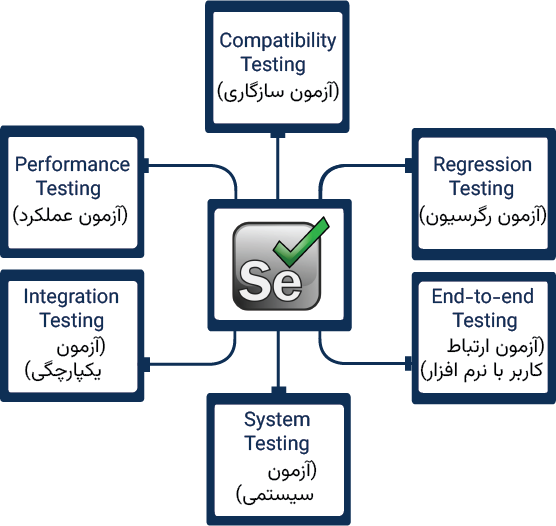 Compatibility
Testing
(آزمون سازگاری)
Performance
Testing
(آزمون عملکرد)
Regression
Testing
(آزمون رگرسیون)
Se
Integration
Testing
(آزمون
یکپارچگی)
End-to-end
Testing
(آزمون ارتباط
کاربر با نرم افزار)
System
Testing
(آزمون
سیستمی)